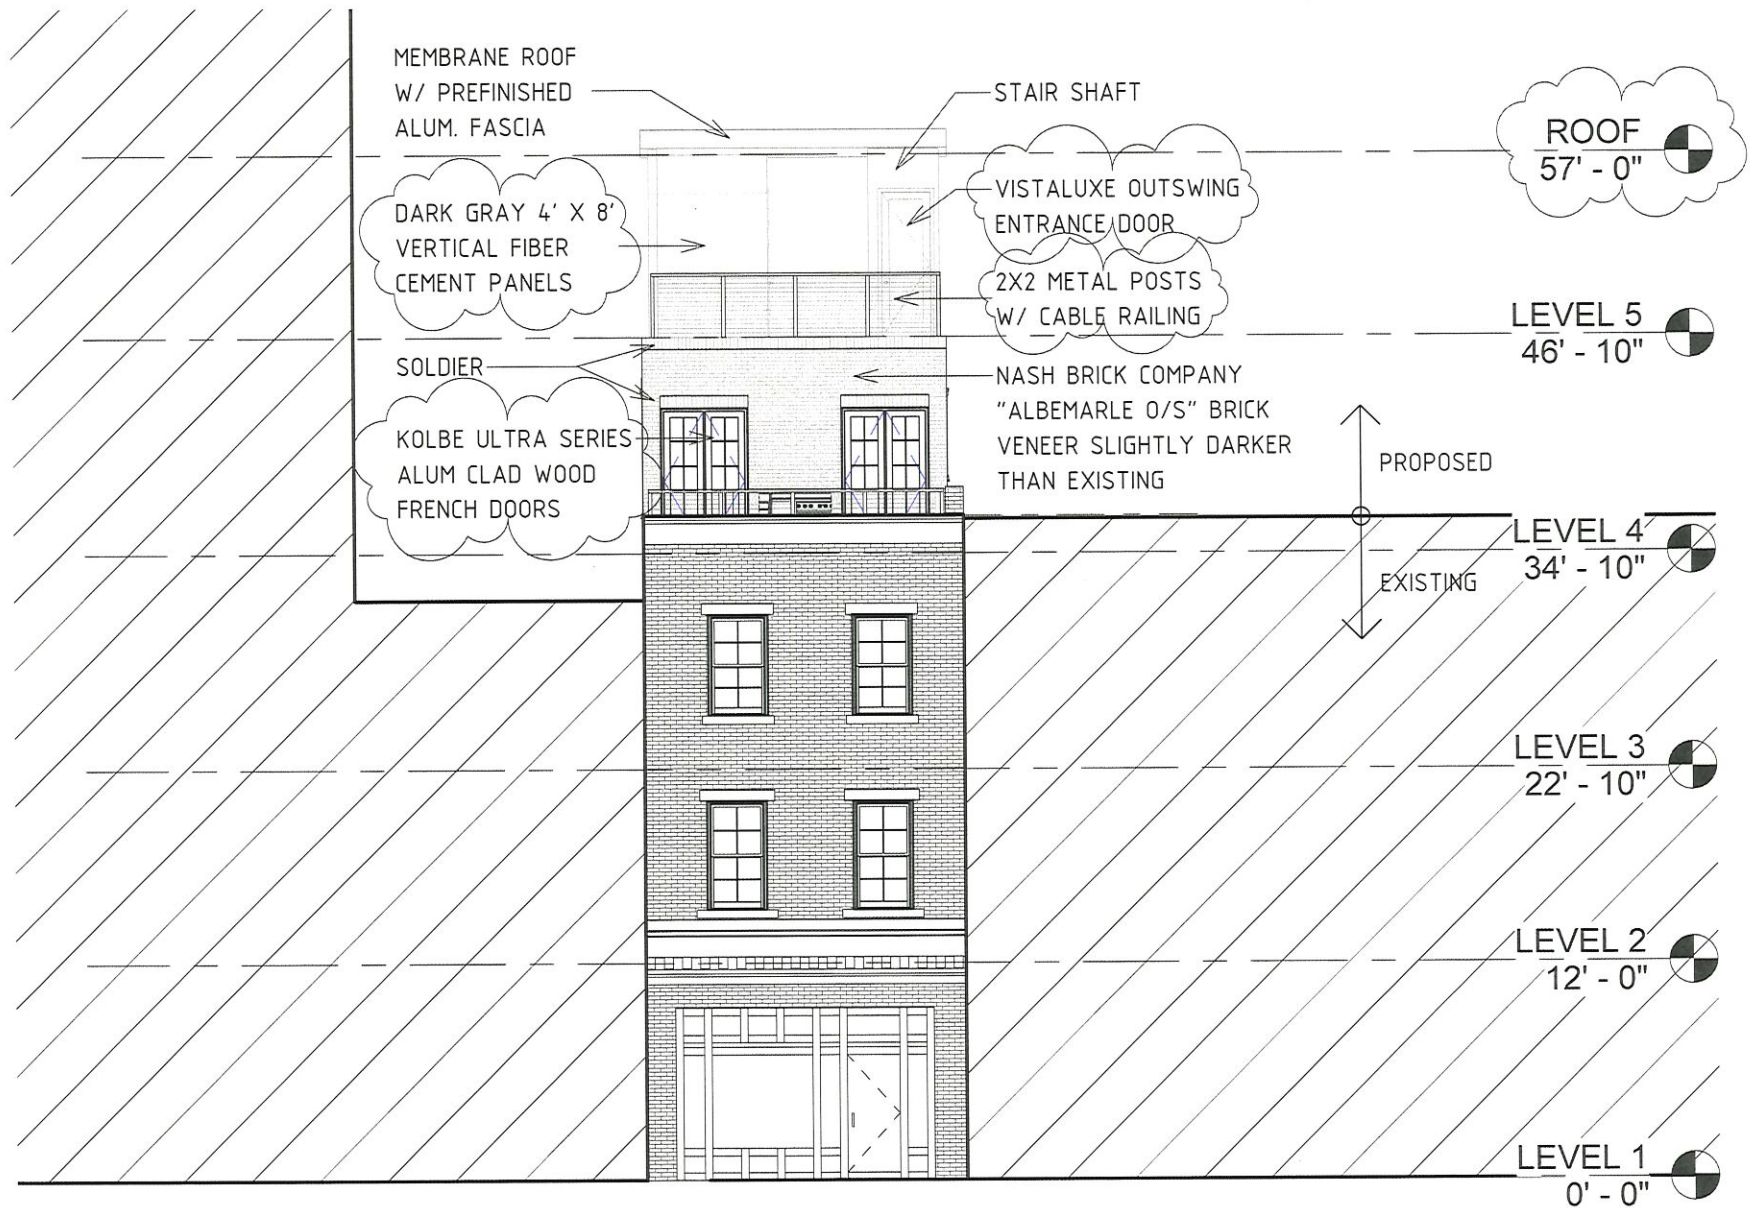 MEMBRANE ROOF
W/ PREFINISHED
ALUM. FASCIA
DARK GRAY 4' X 8'
VERTICAL FIBER
CEMENT PANELS
SOLDIER
KOLBE ULTRA SERIES
ALUM CLAD WOOD
FRENCH DOORS
STAIR SHAFT
VISTALUXE OUTSWING
ENTRANCE DOOR
2X2 METAL POSTS
W/ CABLE RAILING
NASH BRICK COMPANY
"ALBEMARLE O/S" BRICK
VENEER SLIGHTLY DARKER
THAN EXISTING
PROPOSED
EXISTING
ROOF
57' - 0"
LEVEL 5
46' - 10"
LEVEL 4
34' - 10"
LEVEL 3
22' - 10"
LEVEL 2
12' - 0"
LEVEL 1
0' - 0"